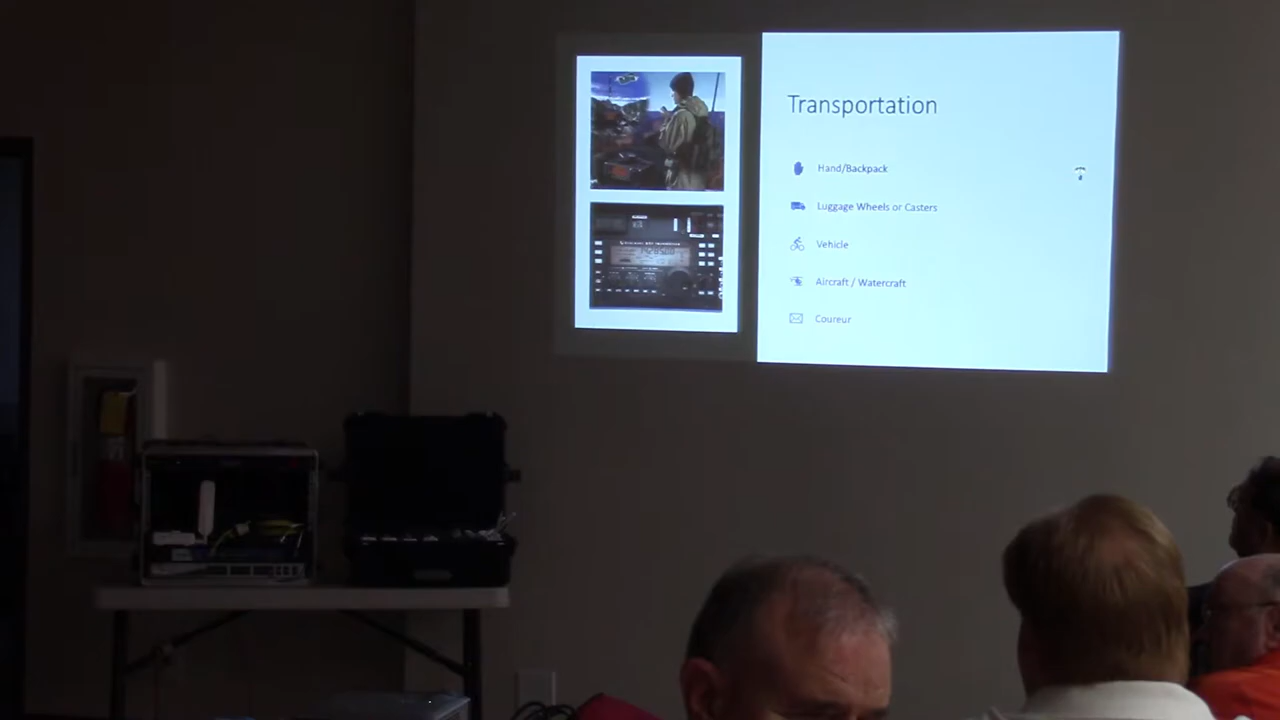 Transportation
Hand/Backpack
Luggage Wheels or Casters
Vehicle
Aircraft / Watercraft
Coureur